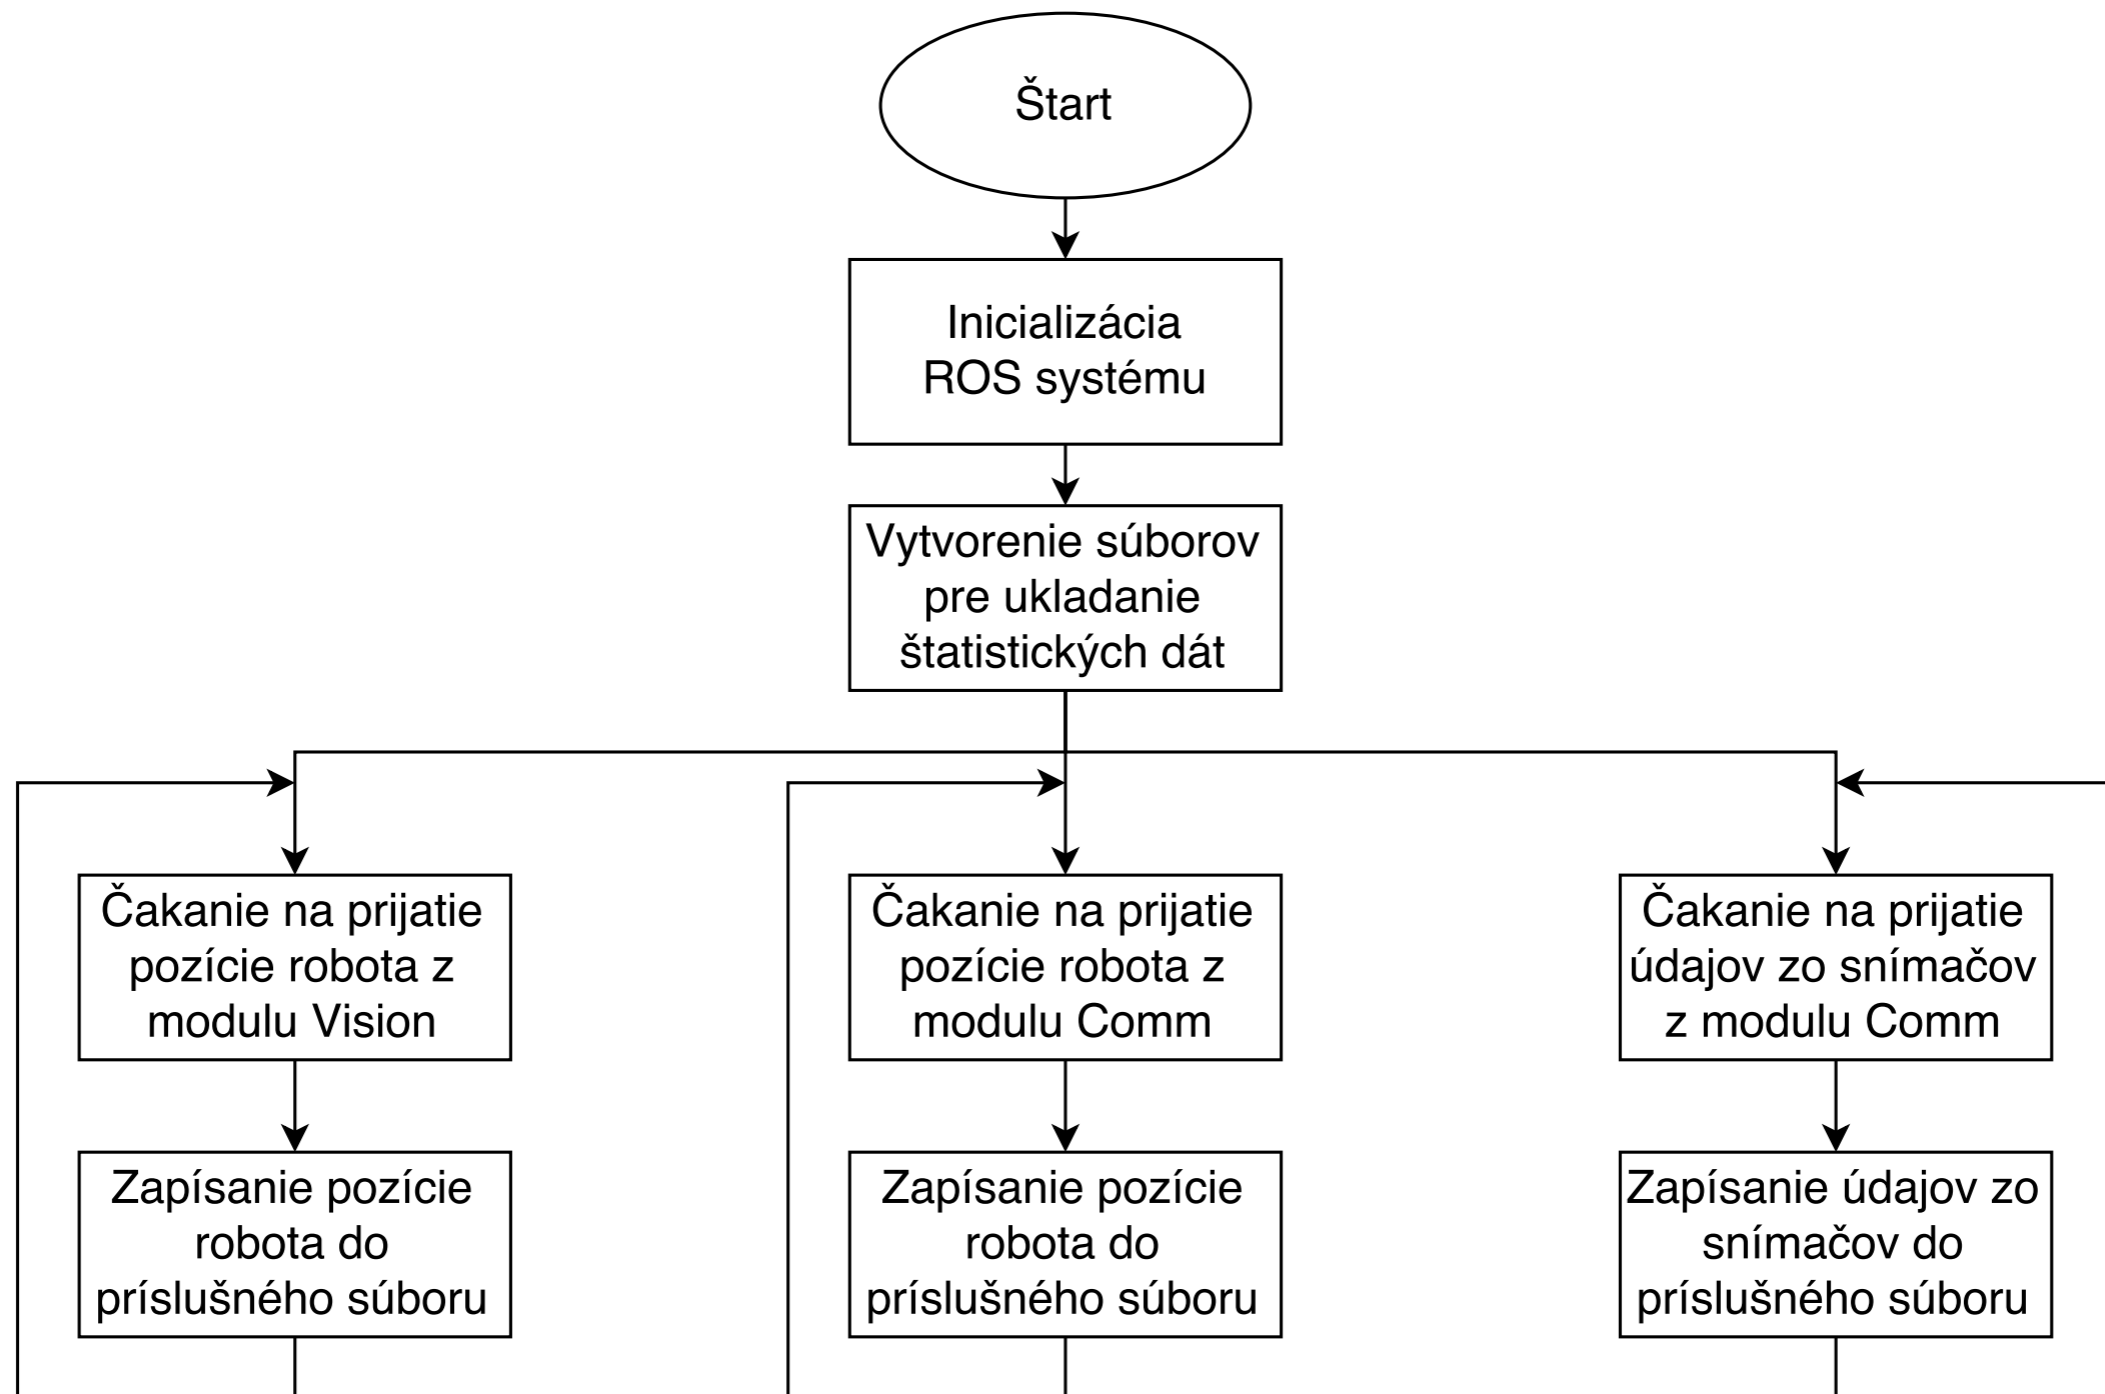 Štart
Inicializácia
ROS systému
Vytvorenie súborov
pre ukladanie
štatistických dát
Čakanie na prijatie
pozície robota z
modulu Vision
Čakanie na prijatie
pozície robota z
modulu Comm
Čakanie na prijatie
údajov zo snímačov
z modulu Comm
Zapísanie pozície
robota do
príslušného súboru
Zapísanie pozície
robota do
príslušného súboru
Zapísanie údajov zo
snímačov do
príslušného súboru